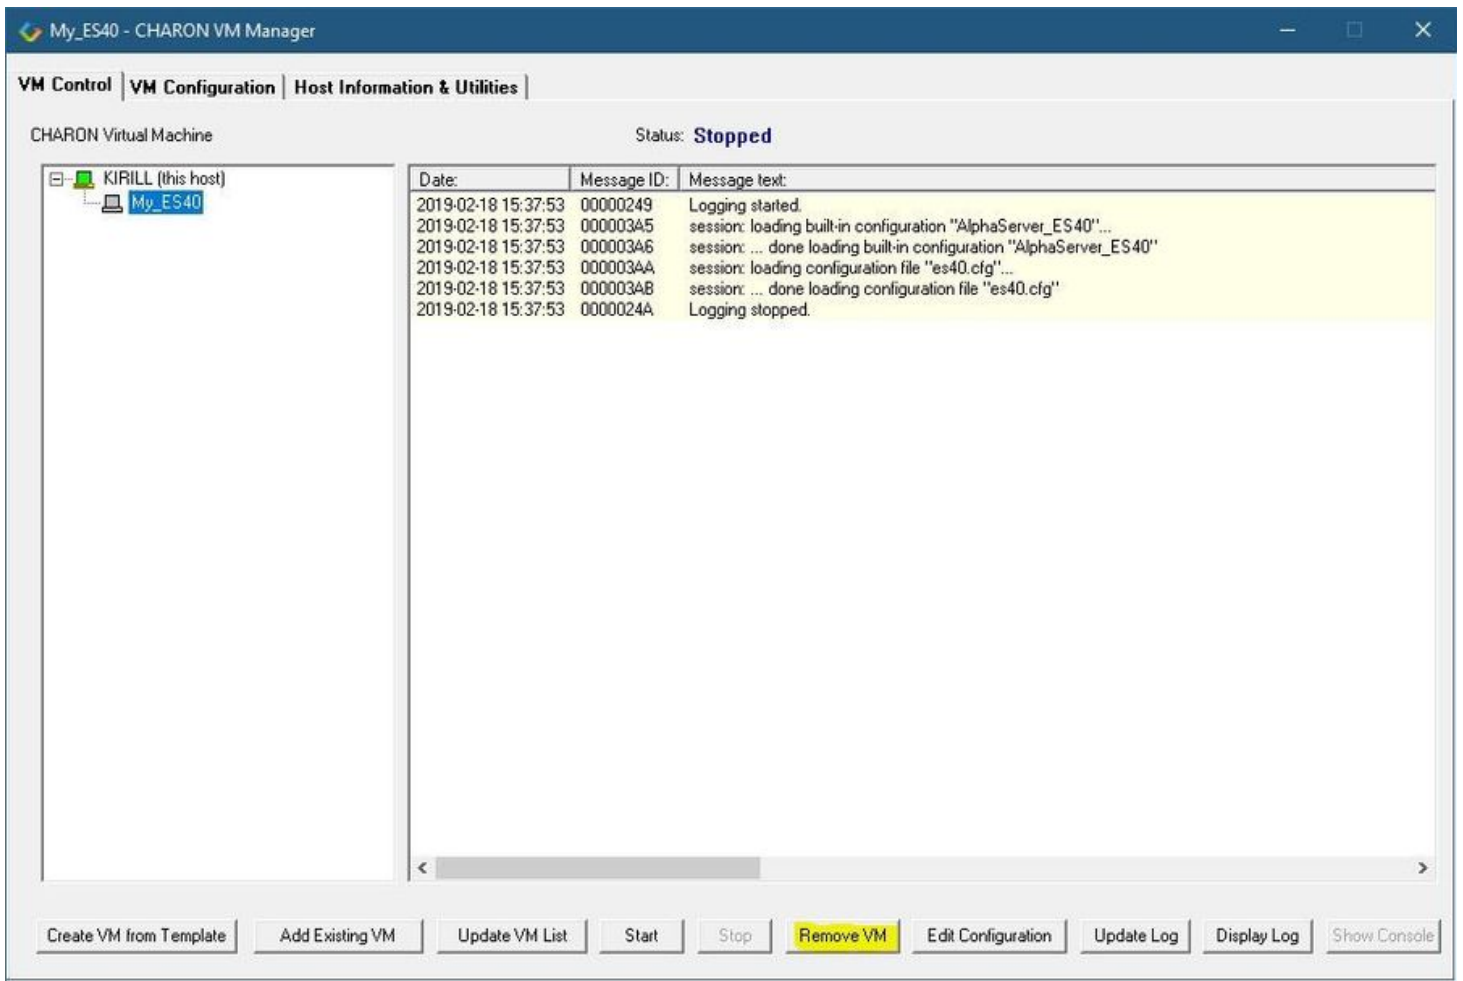 My_ES40 - CHARON VM Manager
VM Control VM Configuration Host Information & Utilities
CHARON Virtual Machine Status: Stopped
KIRILL (this host)
My_ES40
Date: Message ID: Message text:
2019-02-18 15:37:53 00000249 Logging started.
2019-02-18 15:37:53 000003A5 session: loading built-in configuration "AlphaServer_ES40"...
2019-02-18 15:37:53 000003A6 session: ... done loading built-in configuration "AlphaServer_ES40"
2019-02-18 15:37:53 000003AA session: loading configuration file "es40.cfg"...
2019-02-18 15:37:53 000003AB session: ... done loading configuration file "es40.cfg"
2019-02-18 15:37:53 0000024A Logging stopped.
Create VM from Template Add Existing VM Update VM List Start Stop Remove VM Edit Configuration Update Log Display Log Show Console